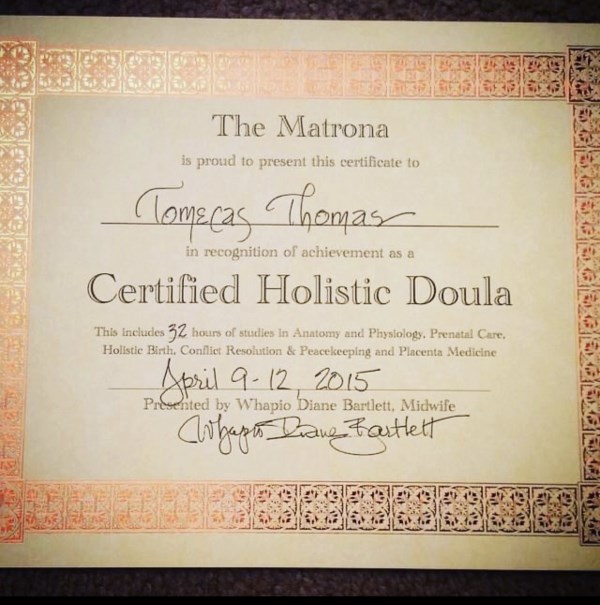 The Matrona
is proud to present this certificate to
Tomecas Thomas
in recognition of achievement as a
Certified Holistic Doula
This includes 32 hours of studies in Anatomy and Physiology, Prenatal Care,
Holistic Birth, Conflict Resolution & Peacekeeping and Placenta Medicine
April 9-12, 2015
Presented by Whapio Diane Bartlett, Midwife
Whapio Diane Bartlett